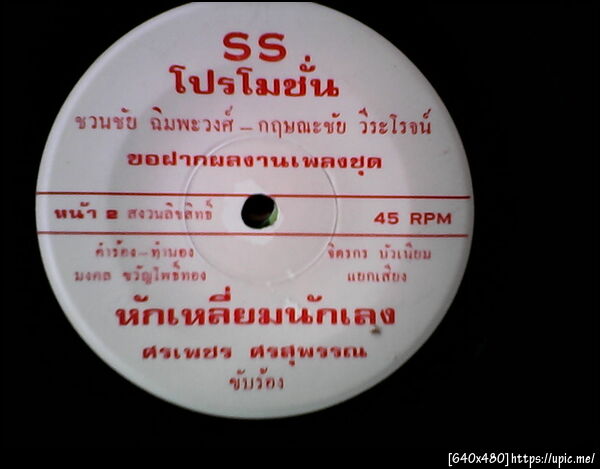 SS
โปรโมชั่น
ชวนชัย ฉิมพะวงศ์ - กฤษณะชัย วีระโรจน์
ขอฝากผลงานเพลงชุด
หน้า 2 สงวนลิขสิทธิ์ 45 RPM
คำร้อง - ทำนอง จิตรกร บัวเนียม
มงคล ขวัญโพธิ์ทอง แยกเสียง
หักเหลี่ยมนักเลง
ศรเพชร ศรสุพรรณ
ขับร้อง
[640x480]https://upic.me/